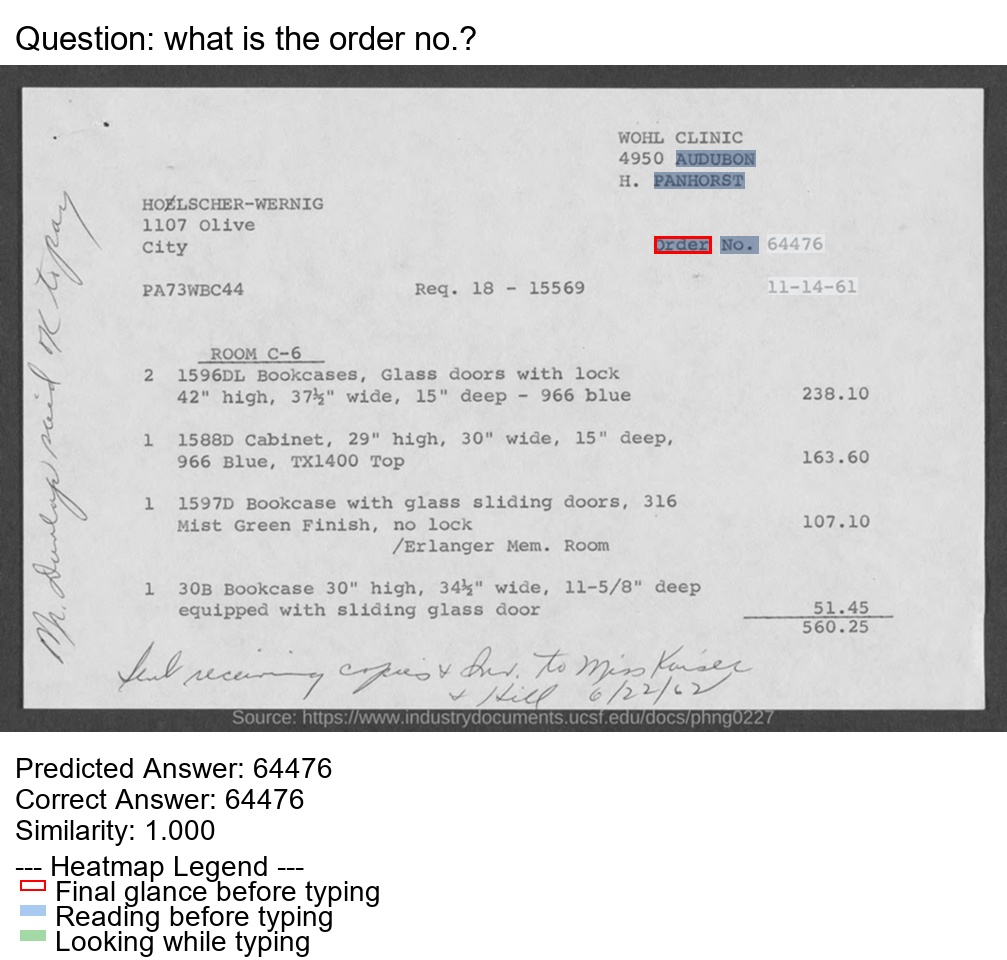 Question: what is the order no.?
WOHL CLINIC
4950 AUDUBON
H. PANHORST
HOELSCHER-WERNIG
1107 Olive
City
Order No. 64476
PA73WBC44 Req. 18 - 15569 11-14-61
ROOM C-6
2 1596DL Bookcases, Glass doors with lock
42" high, 37½" wide, 15" deep - 966 blue 238.10
1 1588D Cabinet, 29" high, 30" wide, 15" deep,
966 Blue, TX1400 Top 163.60
1 1597D Bookcase with glass sliding doors, 316
Mist Green Finish, no lock 107.10
/Erlanger Mem. Room
1 30B Bookcase 30" high, 34½" wide, 11-5/8" deep
equipped with sliding glass door 51.45
560.25
Mr. Dunlap said OK to pay
Sent receiving copies & Inv. to Miss Kaiser
& Hill 6/22/62
Source: https://www.industrydocuments.ucsf.edu/docs/phng0227
Predicted Answer: 64476
Correct Answer: 64476
Similarity: 1.000
--- Heatmap Legend ---
Final glance before typing
Reading before typing
Looking while typing